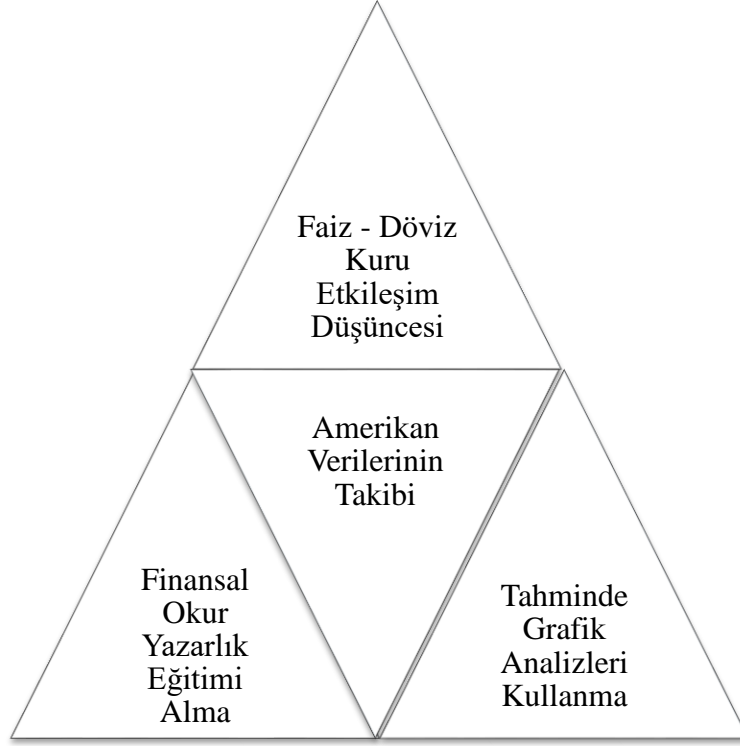 Faiz - Döviz
Kuru
Etkileşim
Düşüncesi
Amerikan
Verilerinin
Takibi
Finansal
Okur
Yazarlık
Eğitimi
Alma
Tahminde
Grafik
Analizleri
Kullanma